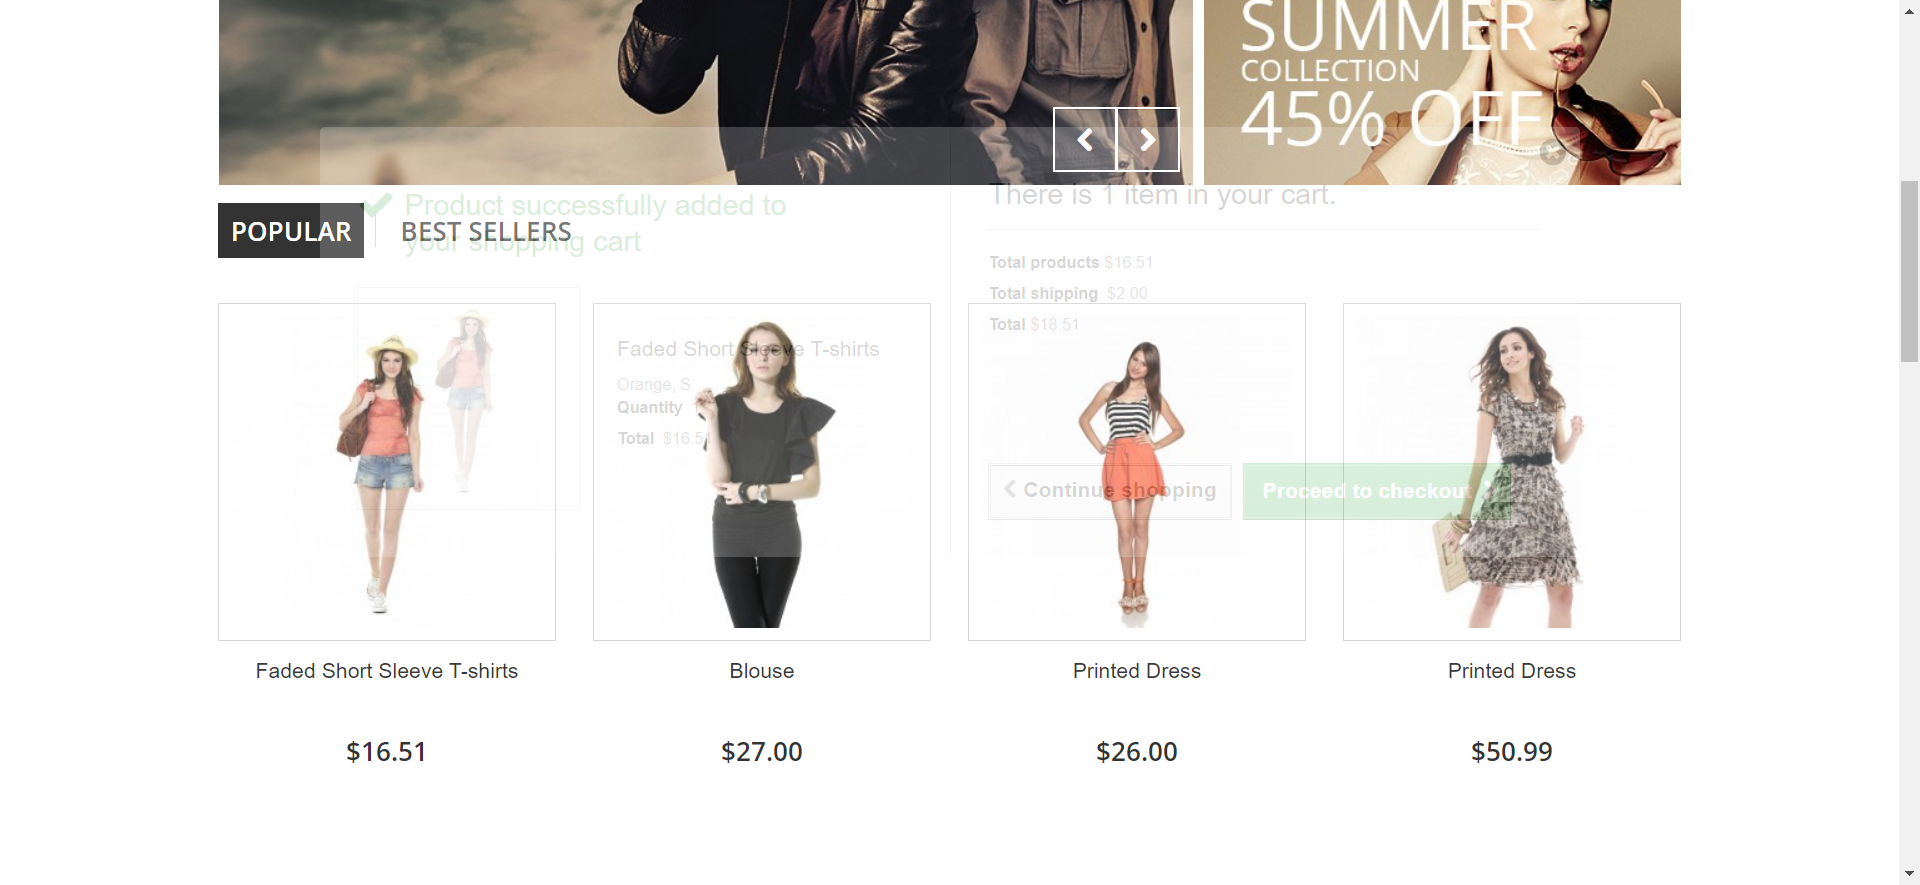 SUMMER
COLLECTION
45% OFF
There is 1 item in your cart.
Product successfully added to
your shopping cart
POPULAR
BEST SELLERS
Total products $16.51
Total shipping $2.00
Total $18.51
Faded Short Sleeve T-shirts
Orange, S
Quantity
Total $16.51
Continue shopping
Proceed to checkout
Faded Short Sleeve T-shirts
Blouse
Printed Dress
Printed Dress
$16.51
$27.00
$26.00
$50.99